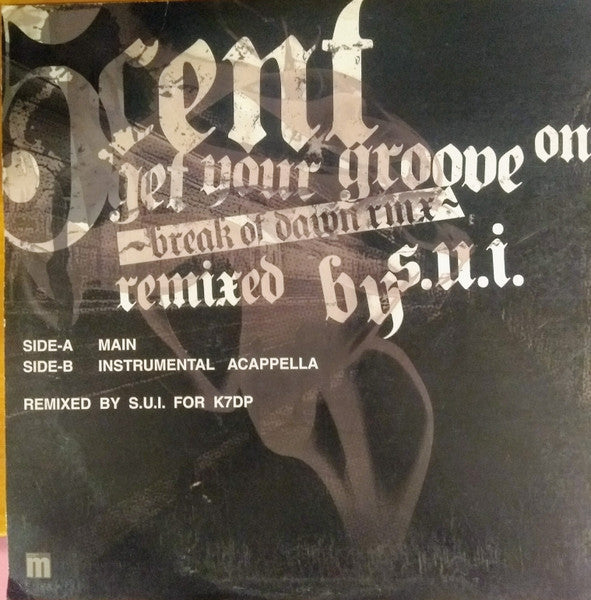 Scent
get your groove on
~break of dawn rmx~
remixed by s.u.i.
SIDE-A MAIN
SIDE-B INSTRUMENTAL ACAPPELLA
REMIXED BY S.U.I. FOR K7DP
m